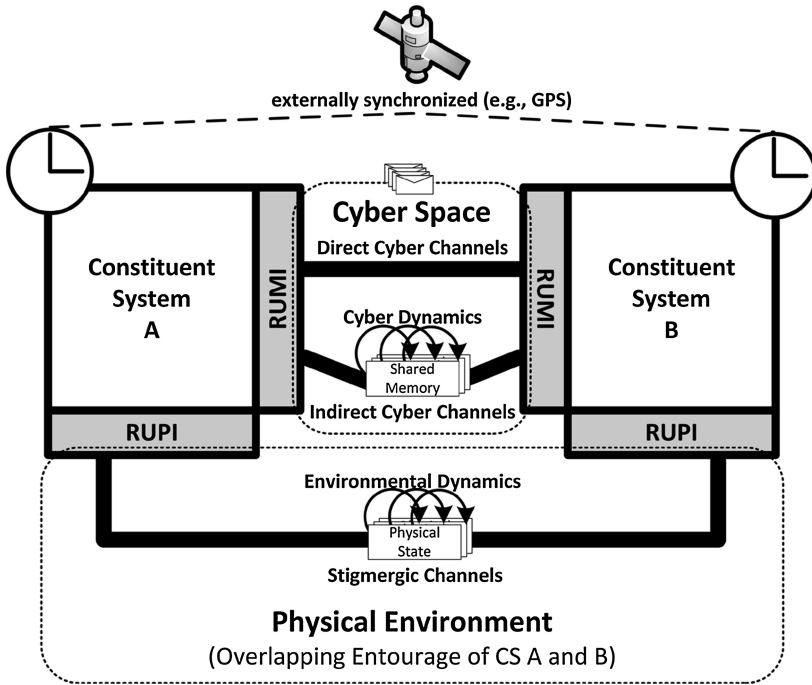 externally synchronized (e.g., GPS)
Cyber Space
Direct Cyber Channels
Constituent
System
A
RUMI
RUMI
Constituent
System
B
Cyber Dynamics
Shared
Memory
Indirect Cyber Channels
RUPI
RUPI
Environmental Dynamics
Physical
State
Stigmergic Channels
Physical Environment
(Overlapping Entourage of CS A and B)